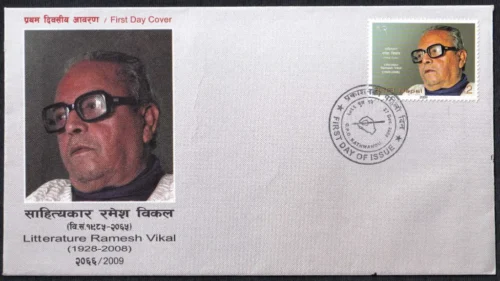 प्रथम दिवसीय आवरण / First Day Cover
साहित्यकार रमेश विकल
(वि.सं.१९८५-२०६५)
Litterature Ramesh Vikal
(1928-2008)
२०६६/2009
FIRST DAY OF ISSUE
KATHMANDU